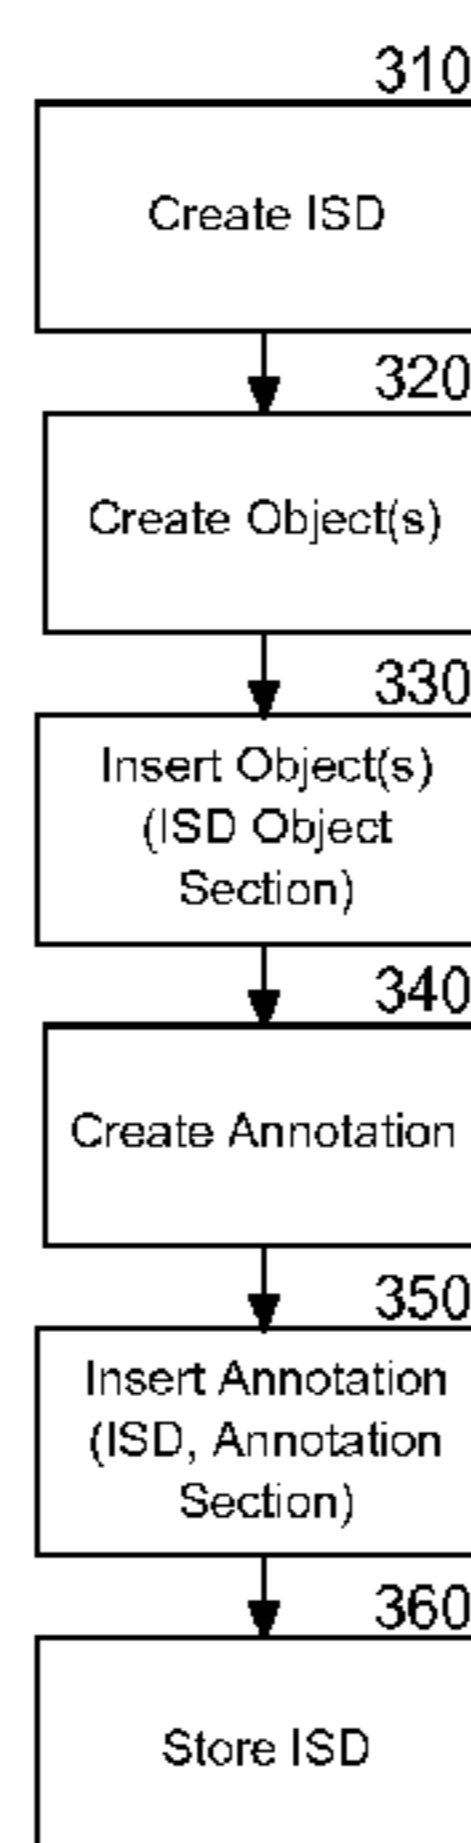 310
Create ISD
320
Create Object(s)
330
Insert Object(s)
(ISD Object
Section)
340
Create Annotation
350
Insert Annotation
(ISD, Annotation
Section)
360
Store ISD